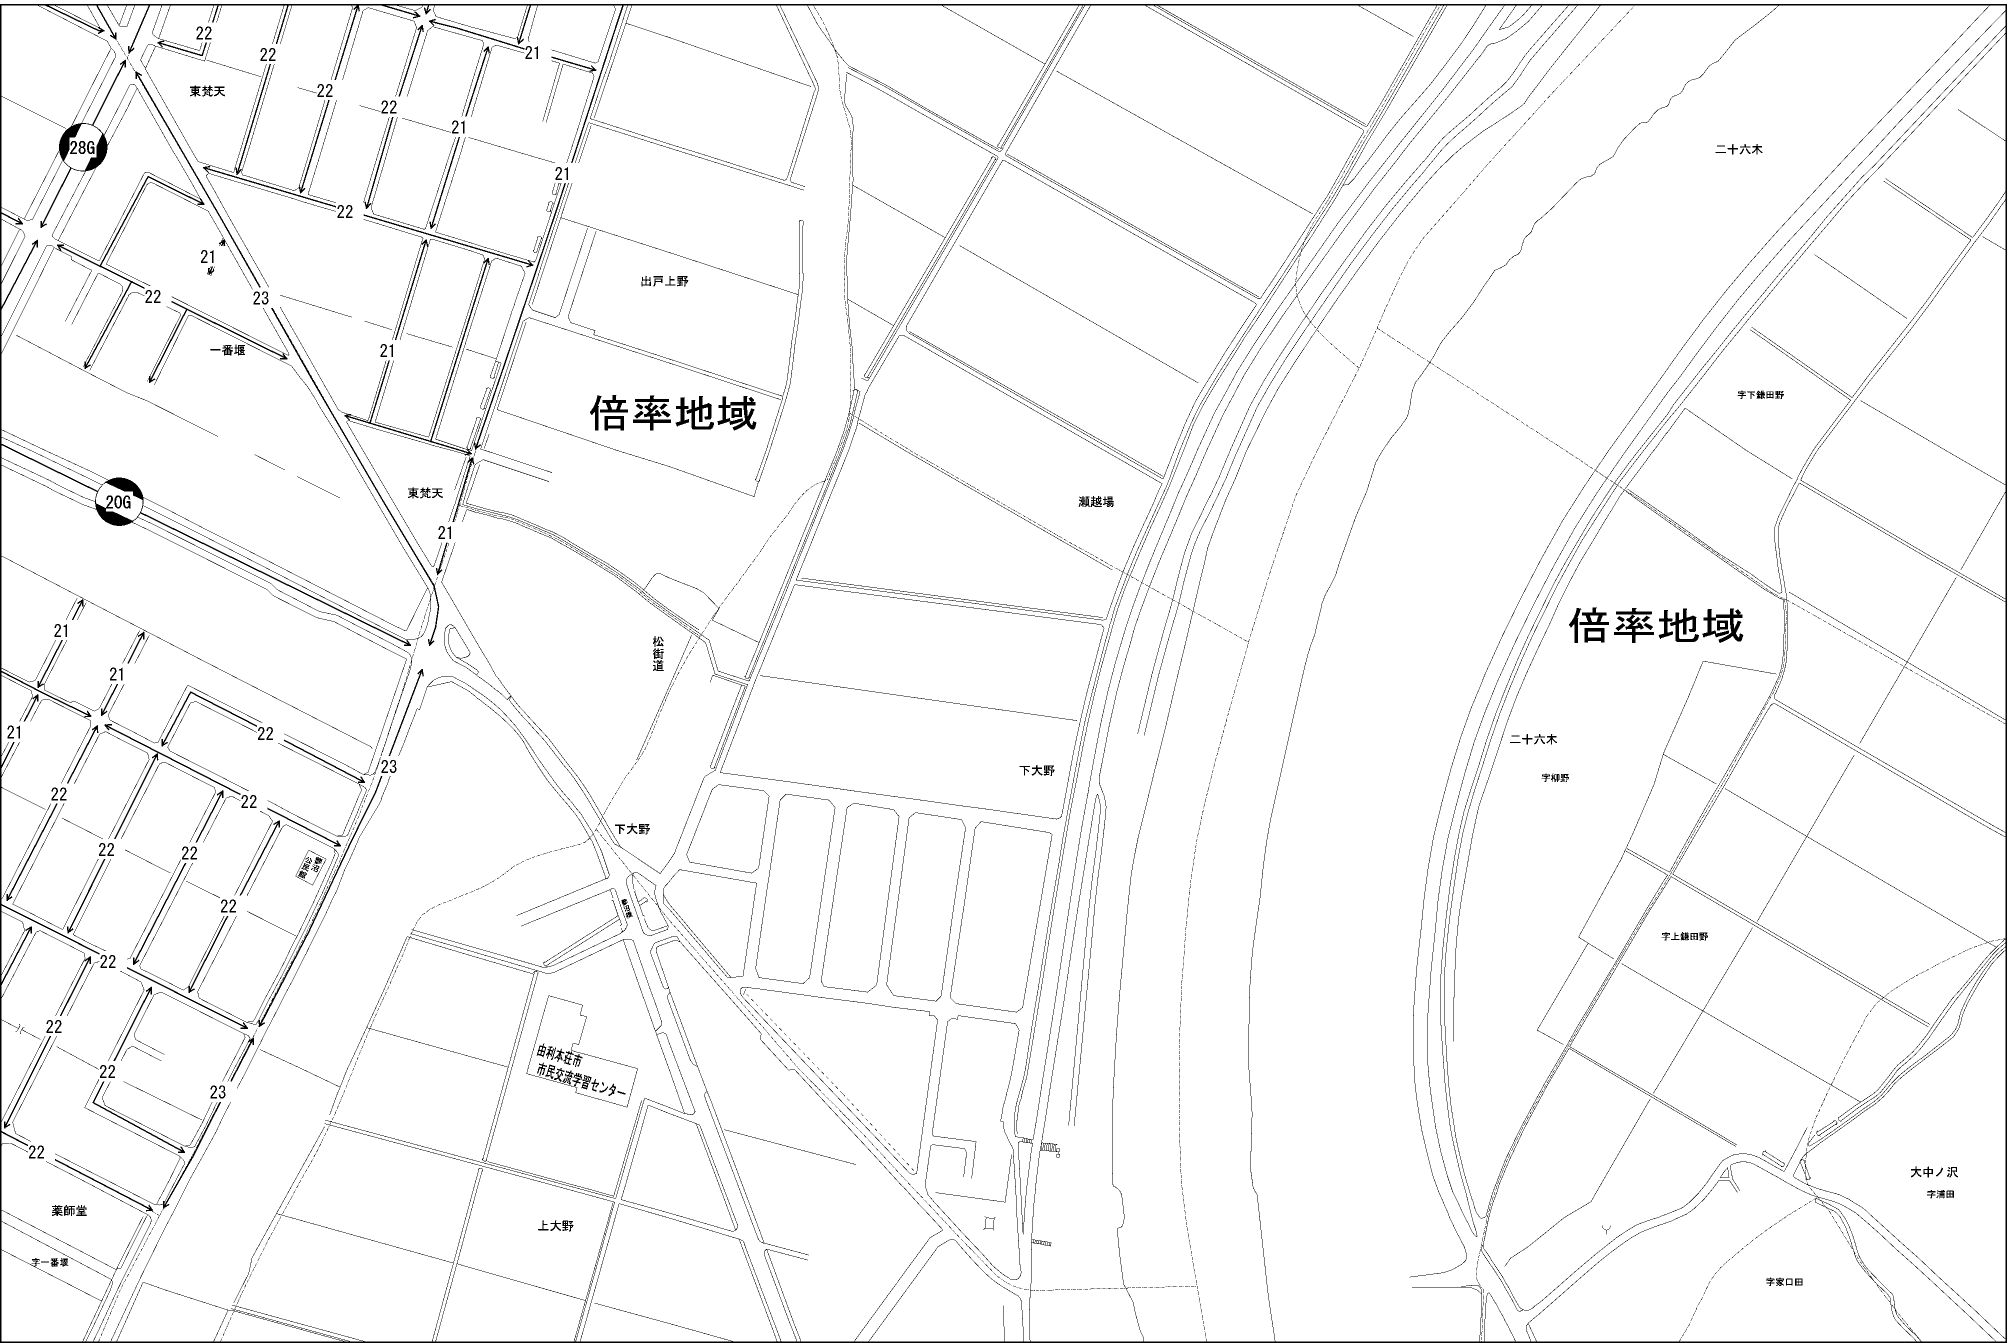 22
22
21
東梵天
22
22
21
28G
二十六木
21
22
21
出戸上野
22
23
一番堰
21
倍率地域
字下鎌田野
20G
東梵天
瀬越場
21
21
倍率地域
松街道
21
21
22
二十六木
23
下大野
字柳野
22
22
下大野
22
22
公民館
22
字上鎌田野
22
22
由利本荘市
市民交流学習センター
22
23
22
大中ノ沢
字浦田
薬師堂
上大野
字一番堰
字家口田